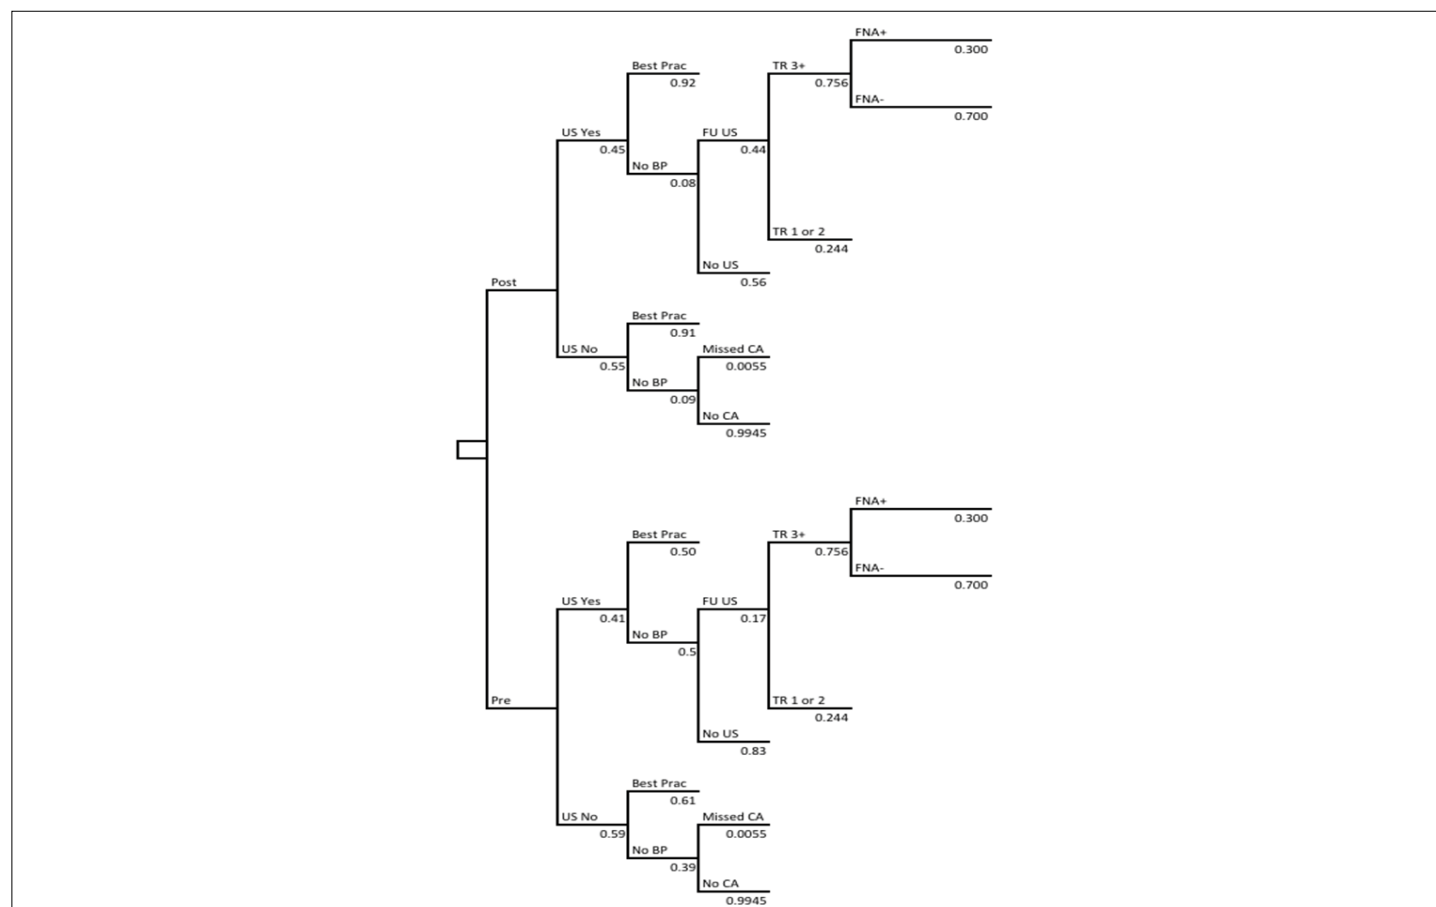 FNA+
0.300
Best Prac
TR 3+
0.92
0.756
FNA-
0.700
US Yes
FU US
0.45
0.44
No BP
0.08
TR 1 or 2
0.244
No US
0.56
Post
Best Prac
0.91
US No
Missed CA
0.55
0.0055
No BP
0.09
No CA
0.9945
FNA+
0.300
Best Prac
TR 3+
0.50
0.756
FNA-
0.700
US Yes
FU US
0.41
0.17
No BP
0.5
Pre
TR 1 or 2
0.244
No US
0.83
Best Prac
0.61
US No
Missed CA
0.59
0.0055
No BP
0.39
No CA
0.9945